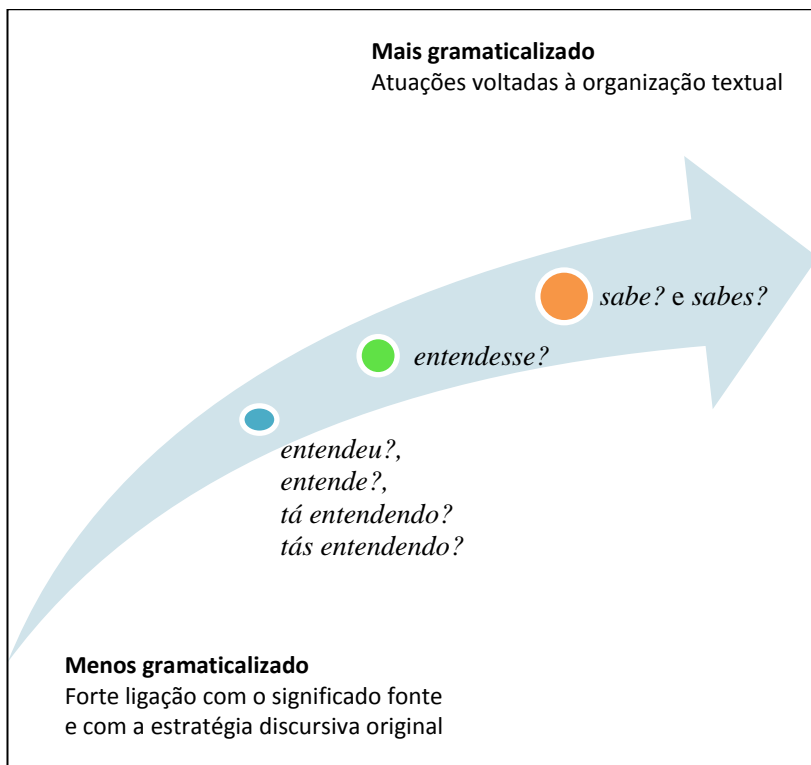 Mais gramaticalizado
Atuações voltadas à organização textual
sabe? e sabes?
entendesse?
entendeu?,
entende?,
tá entendendo?
tás entendendo?
Menos gramaticalizado
Forte ligação com o significado fonte
e com a estratégia discursiva original